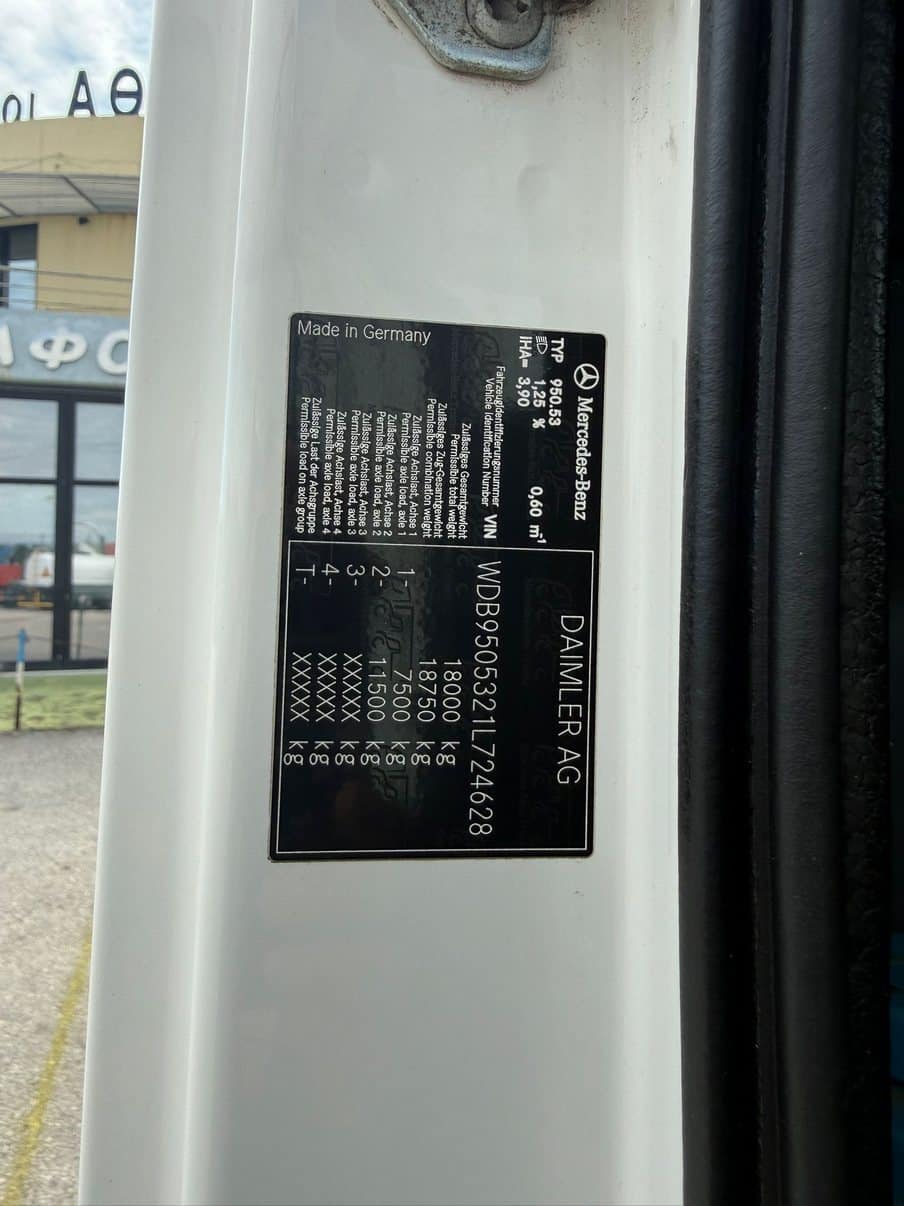 ΟΙ ΑΘ
ΑΦΟ
Mercedes-Benz
DAIMLER AG
TYP 950.53
1,25 % 0,60 m⁻¹
IHA= 3,90
Fahrzeugidentifizierungsnummer
Vehicle Identification Number VIN WDB9505321L724628
Zulässiges Gesamtgewicht
Permissible total weight 18000 kg
Zulässiges Zug-Gesamtgewicht
Permissible combination weight 18750 kg
Zulässige Achslast, Achse 1
Permissible axle load, axle 1 1- 7500 kg
Zulässige Achslast, Achse 2
Permissible axle load, axle 2 2- 11500 kg
Zulässige Achslast, Achse 3
Permissible axle load, axle 3 3- XXXXX kg
Zulässige Achslast, Achse 4
Permissible axle load, axle 4 4- XXXXX kg
Zulässige Last der Achsgruppe
Permissible load on axle group T- XXXXX kg
Made in Germany